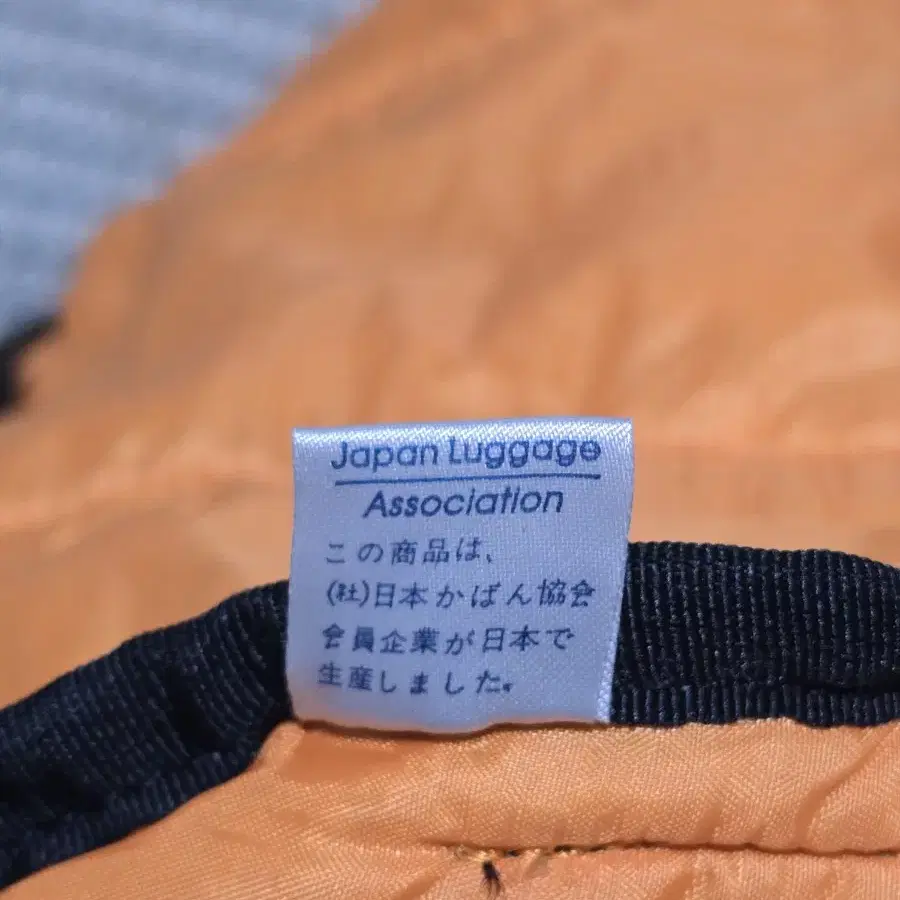 Japan Luggage
Association
この商品は、
(社)日本かばん協会
会員企業が日本で
生産しました。